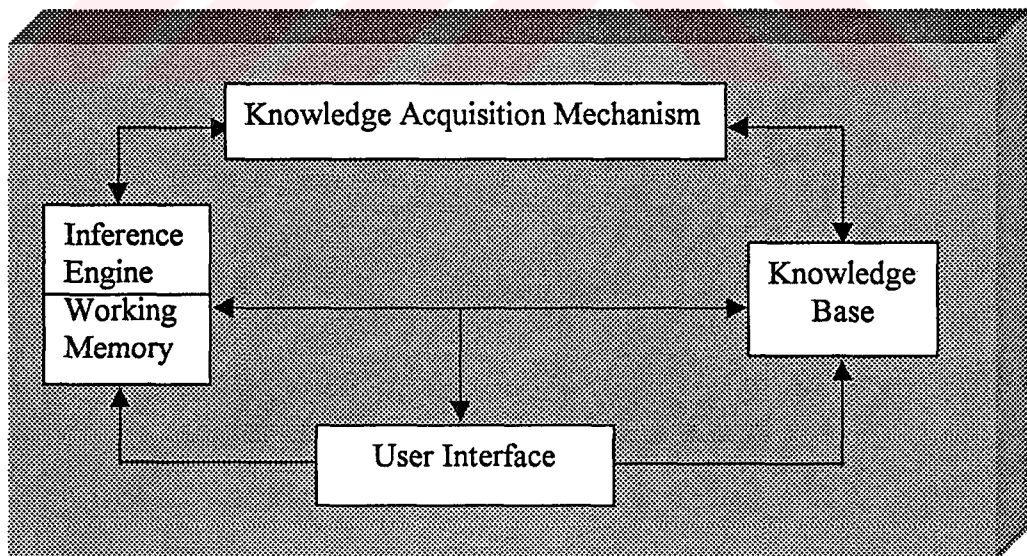 Knowledge Acquisition Mechanism
Inference
Engine
Working
Memory
Knowledge
Base
User Interface